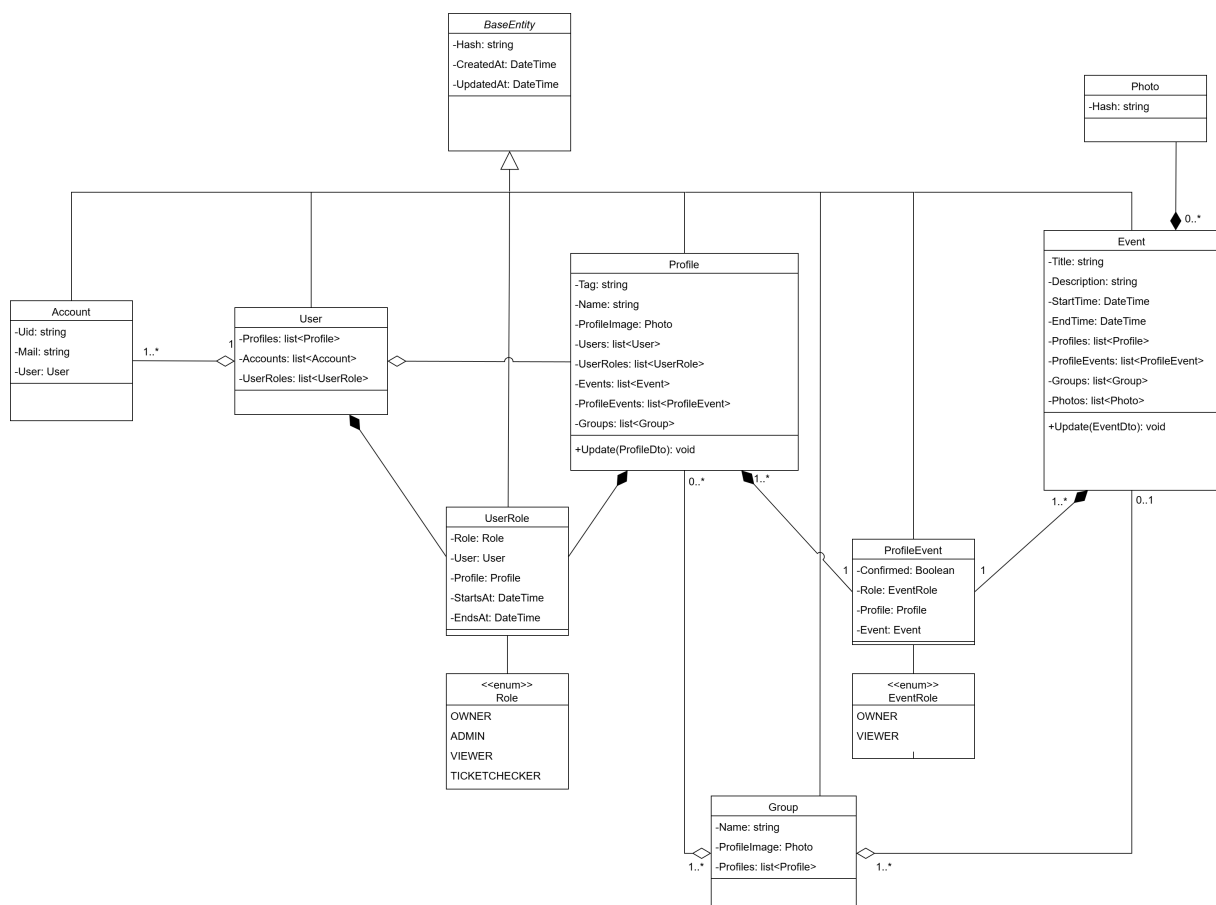 BaseEntity
-Hash: string
-CreatedAt: DateTime
-UpdatedAt: DateTime
Photo
-Hash: string
0..*
Event
-Title: string
-Description: string
-StartTime: DateTime
-EndTime: DateTime
-Profiles: list<Profile>
-ProfileEvents: list<ProfileEvent>
-Groups: list<Group>
-Photos: list<Photo>
+Update(EventDto): void
Profile
-Tag: string
-Name: string
-ProfileImage: Photo
-Users: list<User>
-UserRoles: list<UserRole>
-Events: list<Event>
-ProfileEvents: list<ProfileEvent>
-Groups: list<Group>
+Update(ProfileDto): void
Account
-Uid: string
-Mail: string
-User: User
1..*
1
User
-Profiles: list<Profile>
-Accounts: list<Account>
-UserRoles: list<UserRole>
0..*
1..*
1..*
0..1
UserRole
-Role: Role
-User: User
-Profile: Profile
-StartsAt: DateTime
-EndsAt: DateTime
ProfileEvent
-Confirmed: Boolean
-Role: EventRole
-Profile: Profile
-Event: Event
1
1
<<enum>>
Role
OWNER
ADMIN
VIEWER
TICKETCHECKER
<<enum>>
EventRole
OWNER
VIEWER
Group
-Name: string
-ProfileImage: Photo
-Profiles: list<Profile>
1..*
1..*